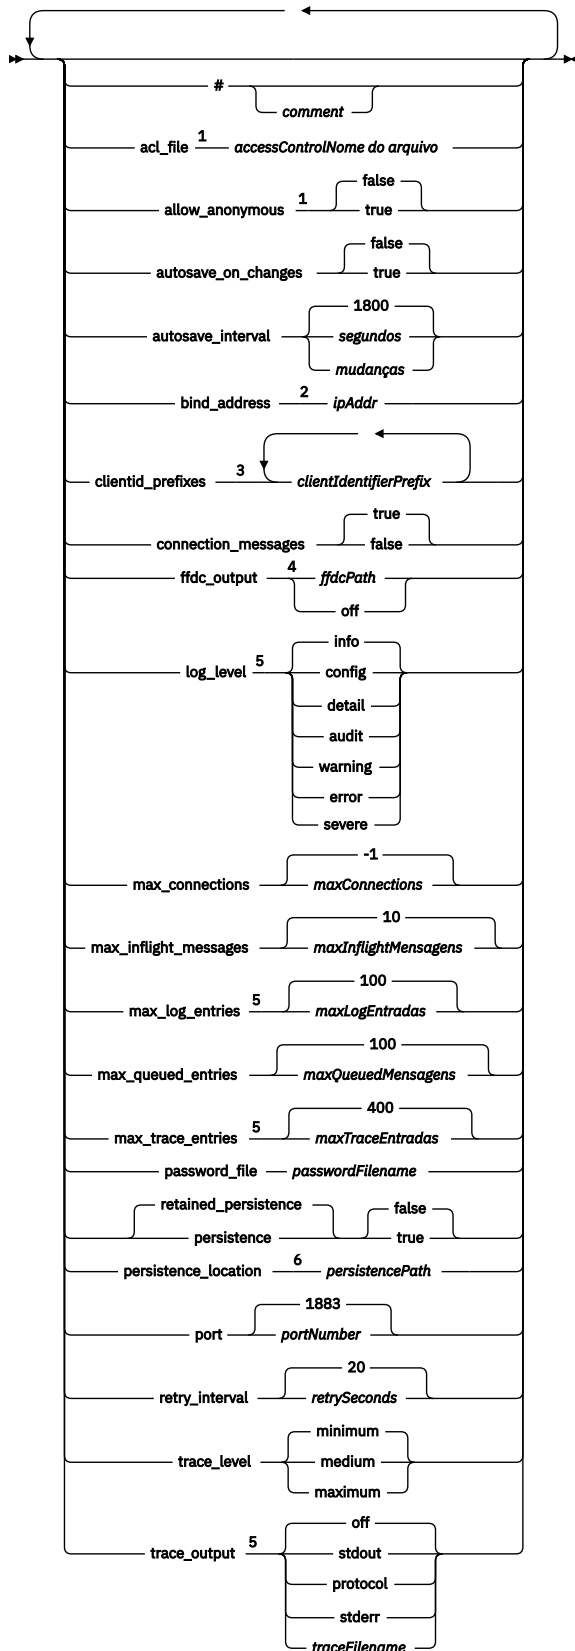 #
comment
acl_file 1 accessControlNome do arquivo
false
allow_anonymous 1 true
false
autosave_on_changes true
1800
autosave_interval segundos
mudanças
bind_address 2 ipAddr
clientid_prefixes 3 clientIdentifierPrefix
true
connection_messages false
ffdc_output 4 ffdcPath
off
info
log_level 5 config
detail
audit
warning
error
severe
-1
max_connections maxConnections
10
max_inflight_messages maxInflightMensagens
100
max_log_entries 5 maxLogEntradas
100
max_queued_entries maxQueuedMensagens
400
max_trace_entries 5 maxTraceEntradas
password_file passwordFilename
retained_persistence false
persistence true
persistence_location 6 persistencePath
1883
port portNumber
20
retry_interval retrySeconds
minimum
trace_level medium
maximum
off
trace_output 5 stdout
protocol
stderr
traceFilename